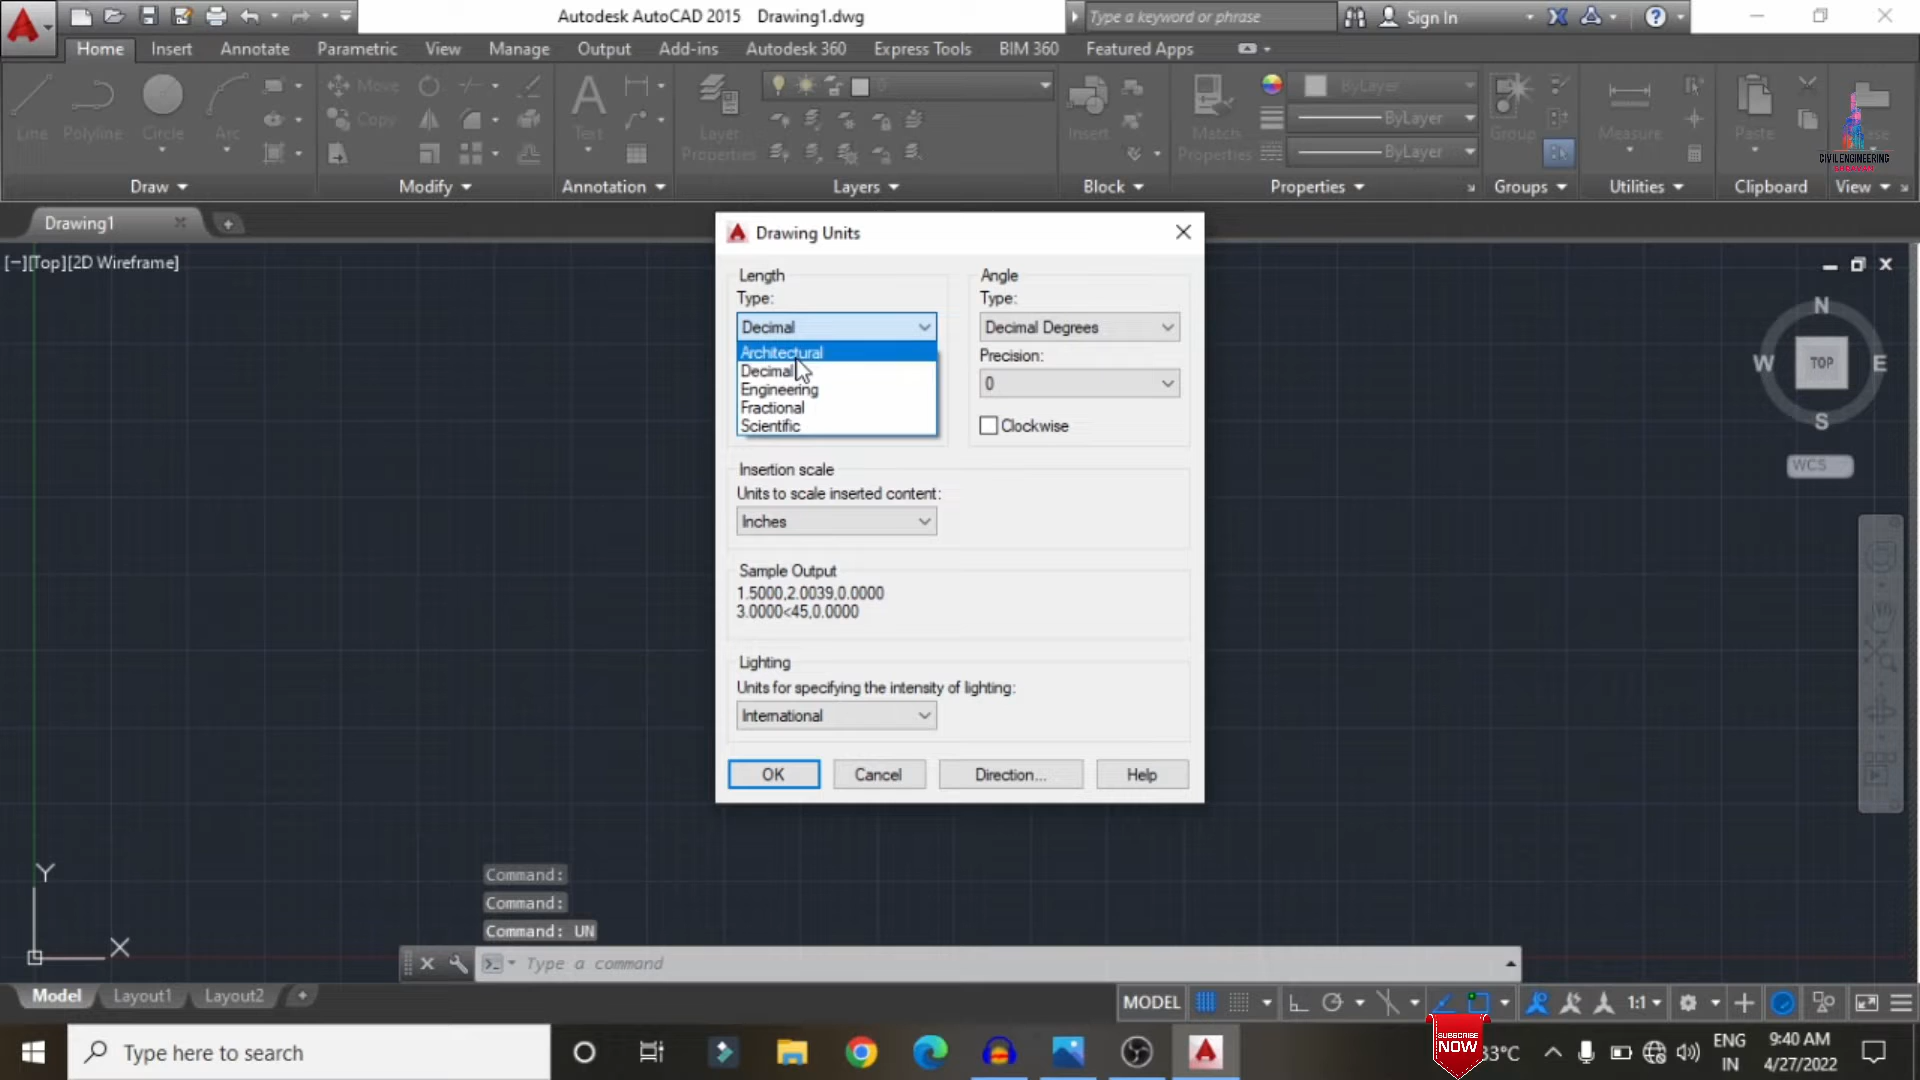 Autodesk AutoCAD 2015 Drawing1.dwg
Type a keyword or phrase
Sign In
Home Insert Annotate Parametric View Manage Output Add-ins Autodesk 360 Express Tools BIM 360 Featured Apps
Line Polyline Circle Arc
Move
Copy
Text
Layer
Properties
0
Insert
Match
Properties
ByLayer
ByLayer
ByLayer
Group
Measure
Paste
Base
CIVIL ENGINEERING
Draw Modify Annotation Layers Block Properties Groups Utilities Clipboard View
Drawing1
[−][Top][2D Wireframe]
N
W TOP E
S
WCS
Drawing Units
Length
Type:
Decimal
Architectural
Decimal
Engineering
Fractional
Scientific
Angle
Type:
Decimal Degrees
Precision:
0
Clockwise
Insertion scale
Units to scale inserted content:
Inches
Sample Output
1.5000,2.0039,0.0000
3.0000<45,0.0000
Lighting
Units for specifying the intensity of lighting:
International
OK Cancel Direction... Help
Y
X
Command:
Command:
Command: UN
Type a command
Model Layout1 Layout2
MODEL 1:1
Type here to search
SUBSCRIBE
NOW
33°C
ENG
IN
9:40 AM
4/27/2022